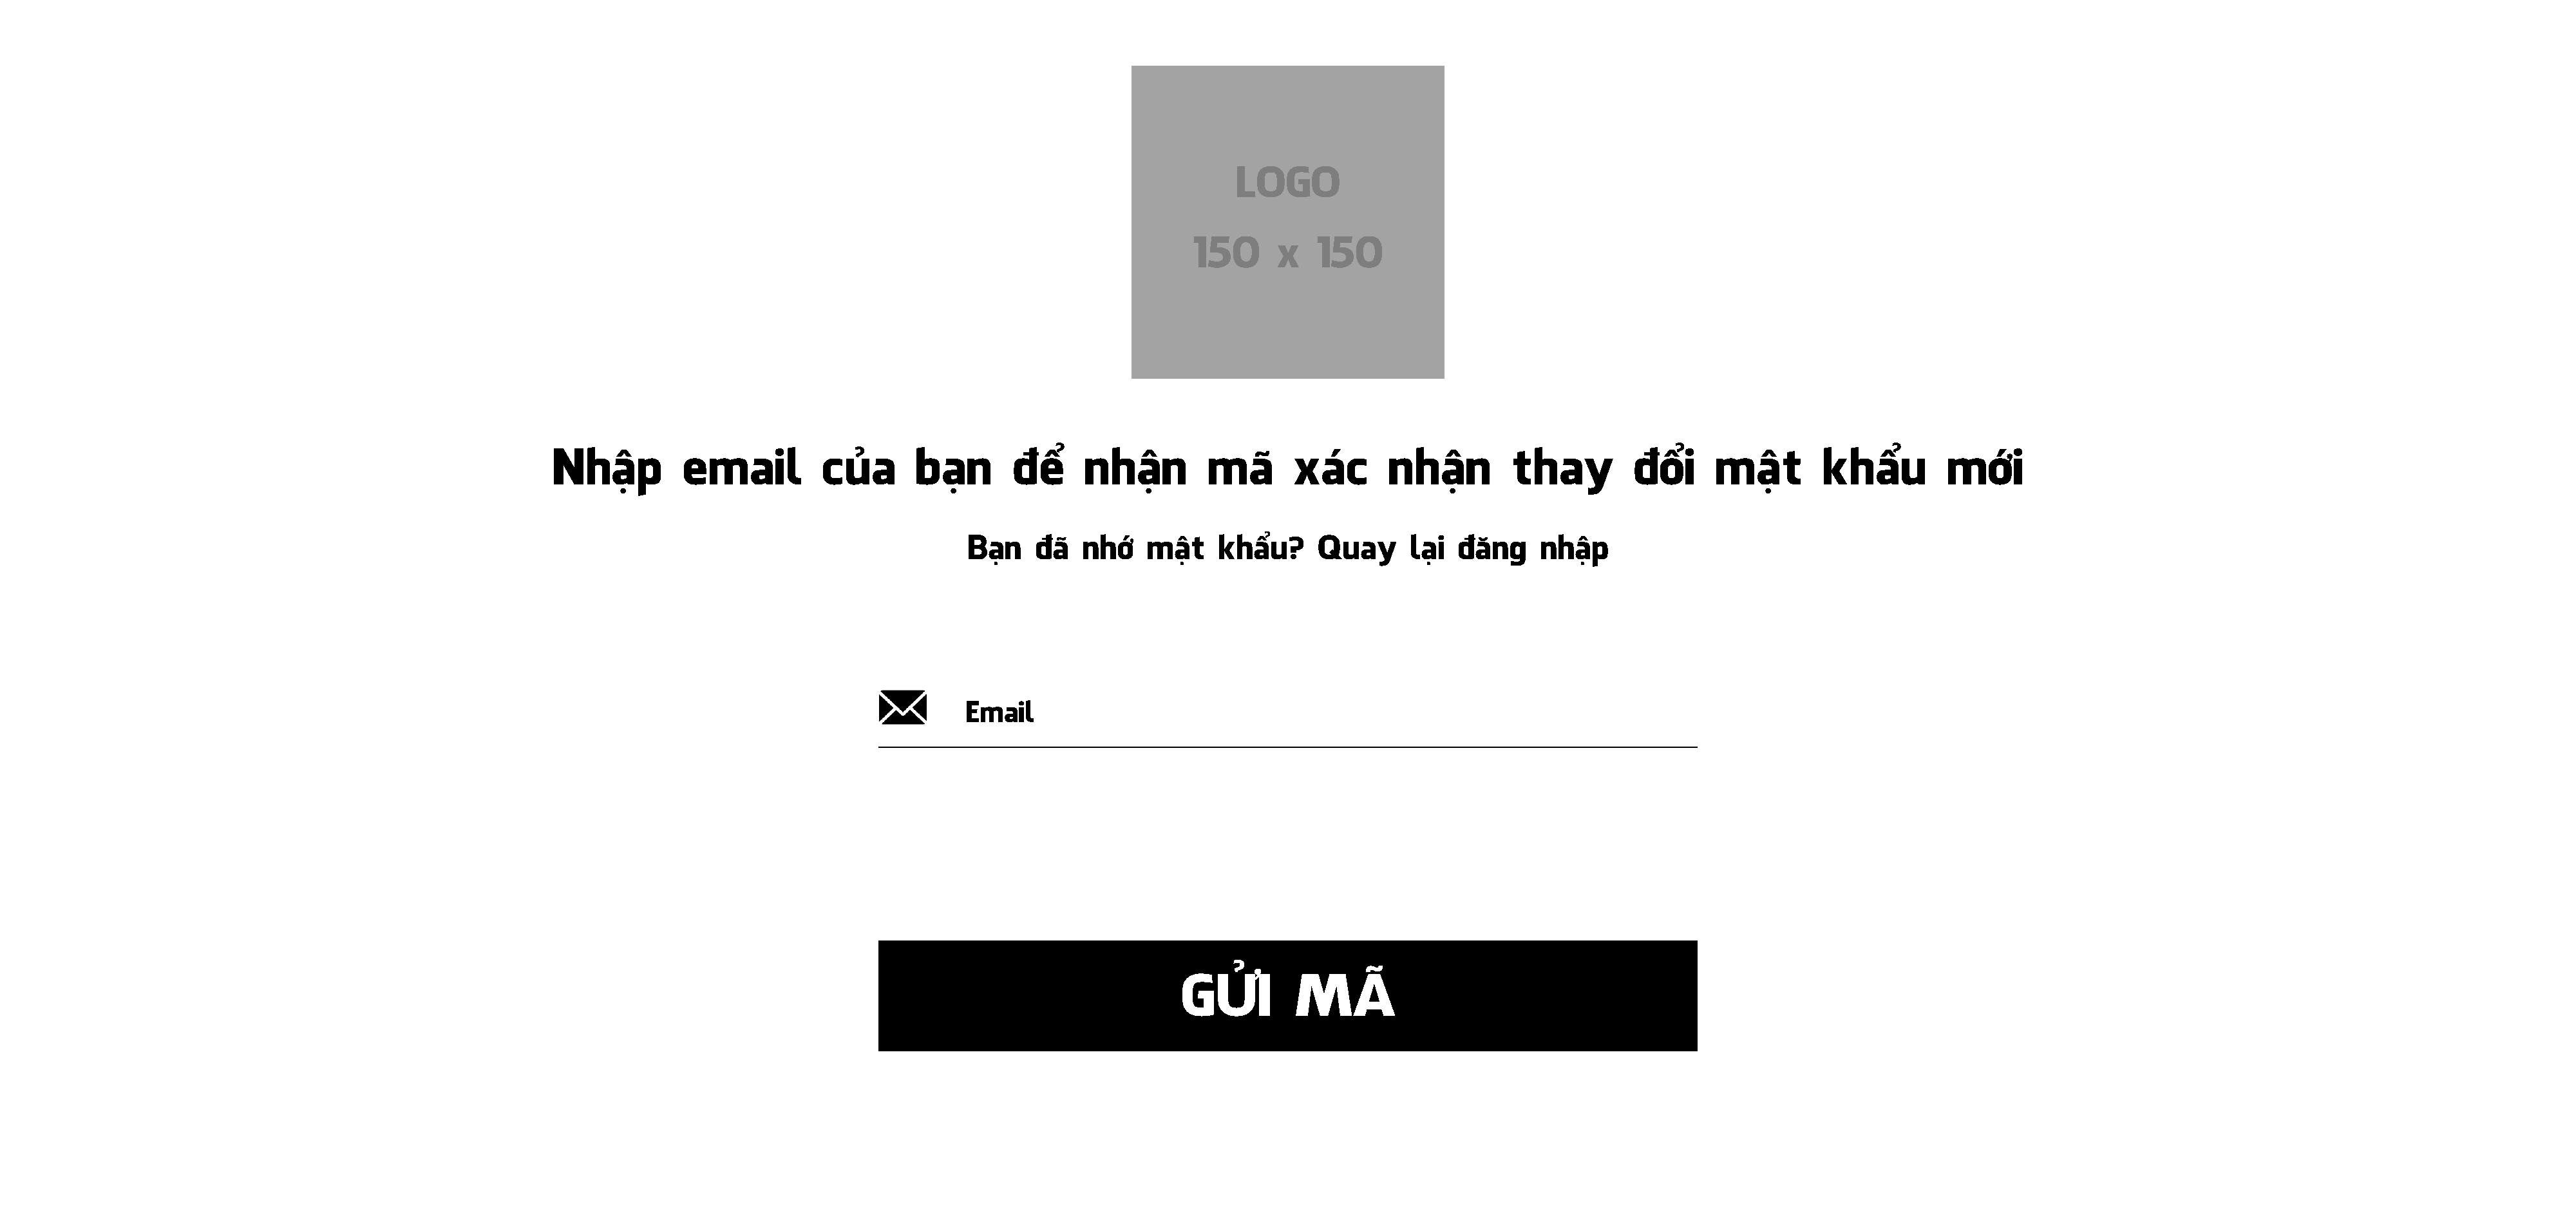 LOGO
150 x 150
Nhập email của bạn để nhận mã xác nhận thay đổi mật khẩu mới
Bạn đã nhớ mật khẩu? Quay lại đăng nhập
Email
GỬI MÃ